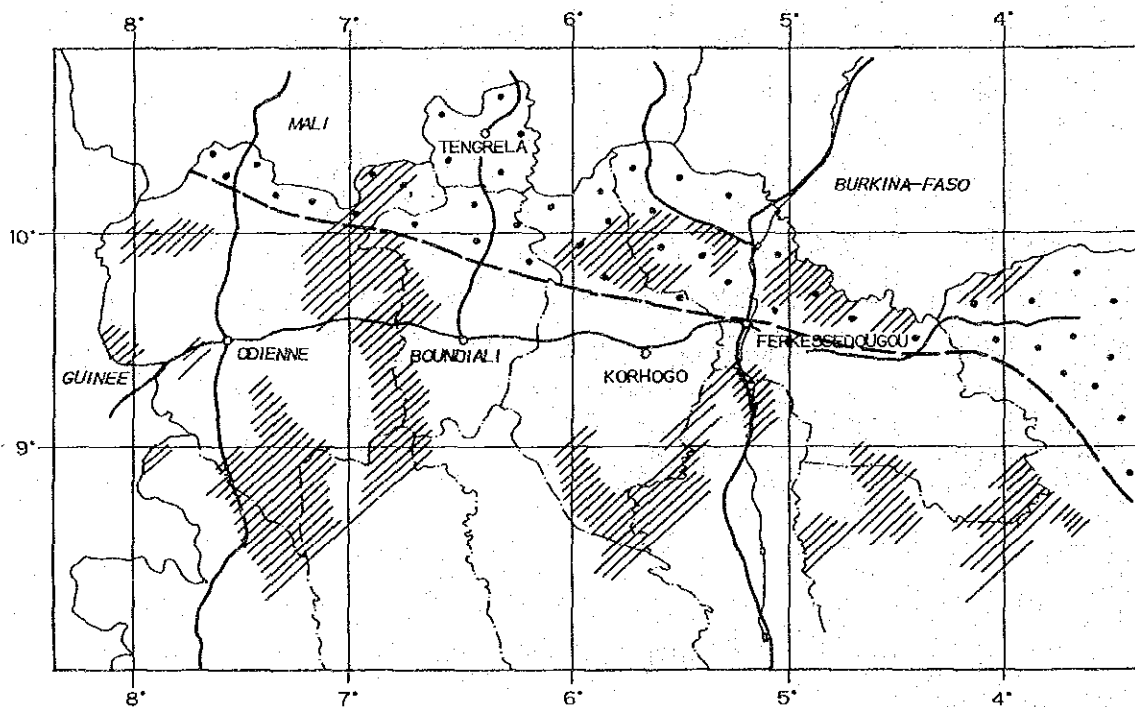 8° 7° 6° 5° 4°
MALI
TENGRELA
BURKINA-FASO
10°
ODIENNE
BOUNDIALI
FERKESSEDOUGOU
GUINEE
KORHOGO
9°
8° 7° 6° 5° 4°